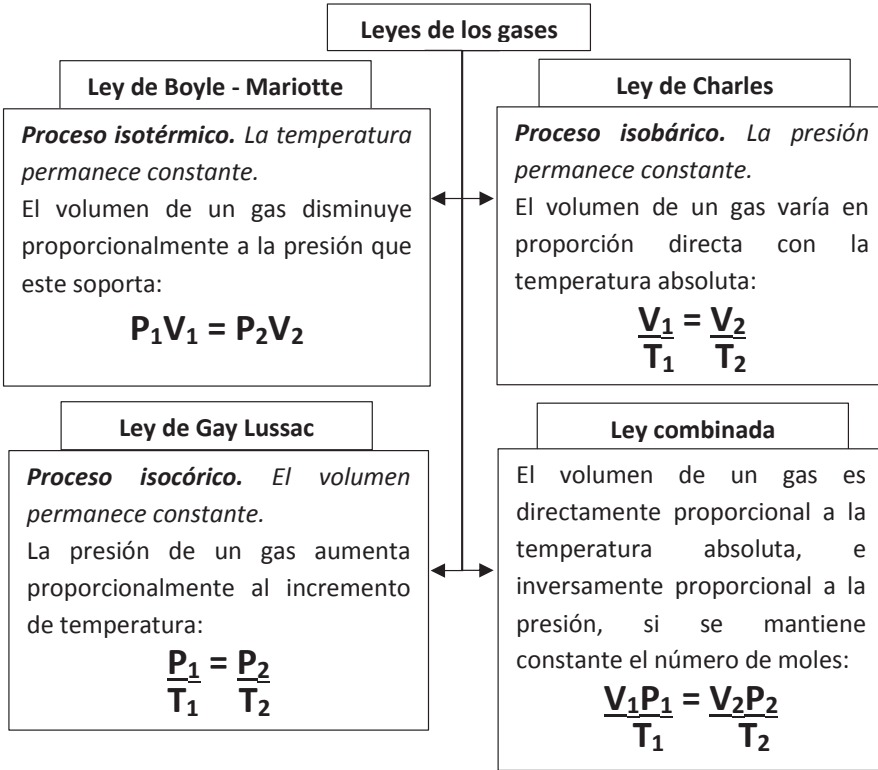 Leyes de los gases
Ley de Boyle - Mariotte
Proceso isotérmico. La temperatura
permanece constante.
El volumen de un gas disminuye
proporcionalmente a la presión que
este soporta:
P₁V₁ = P₂V₂
Ley de Charles
Proceso isobárico. La presión
permanece constante.
El volumen de un gas varía en
proporción directa con la
temperatura absoluta:
V₁ = V₂
T₁ T₂
Ley de Gay Lussac
Proceso isocórico. El volumen
permanece constante.
La presión de un gas aumenta
proporcionalmente al incremento
de temperatura:
P₁ = P₂
T₁ T₂
Ley combinada
El volumen de un gas es
directamente proporcional a la
temperatura absoluta, e
inversamente proporcional a la
presión, si se mantiene
constante el número de moles:
V₁P₁ = V₂P₂
T₁ T₂